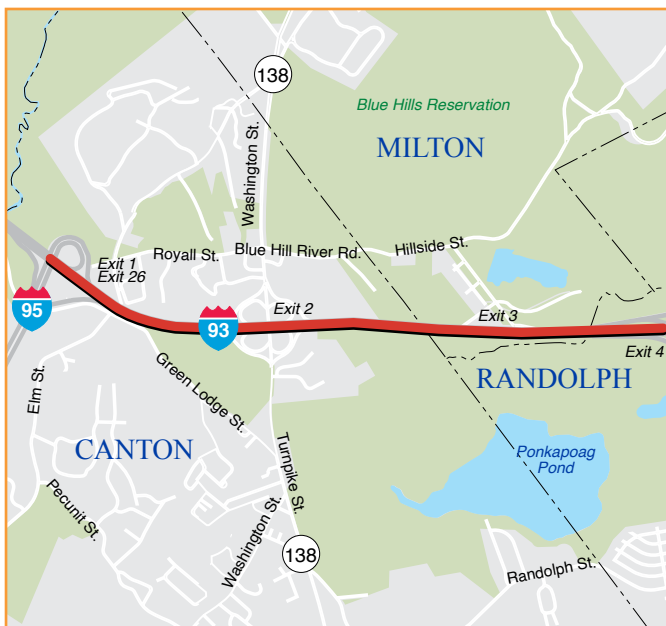 138
Blue Hills Reservation
MILTON
Washington St.
Royall St.
Blue Hill River Rd.
Hillside St.
Exit 1
Exit 26
95
93
Exit 2
Exit 3
Exit 4
Elm St.
Green Lodge St.
RANDOLPH
CANTON
Turnpike St.
Ponkapoag
Pond
Pecunit St.
Washington St.
138
Randolph St.